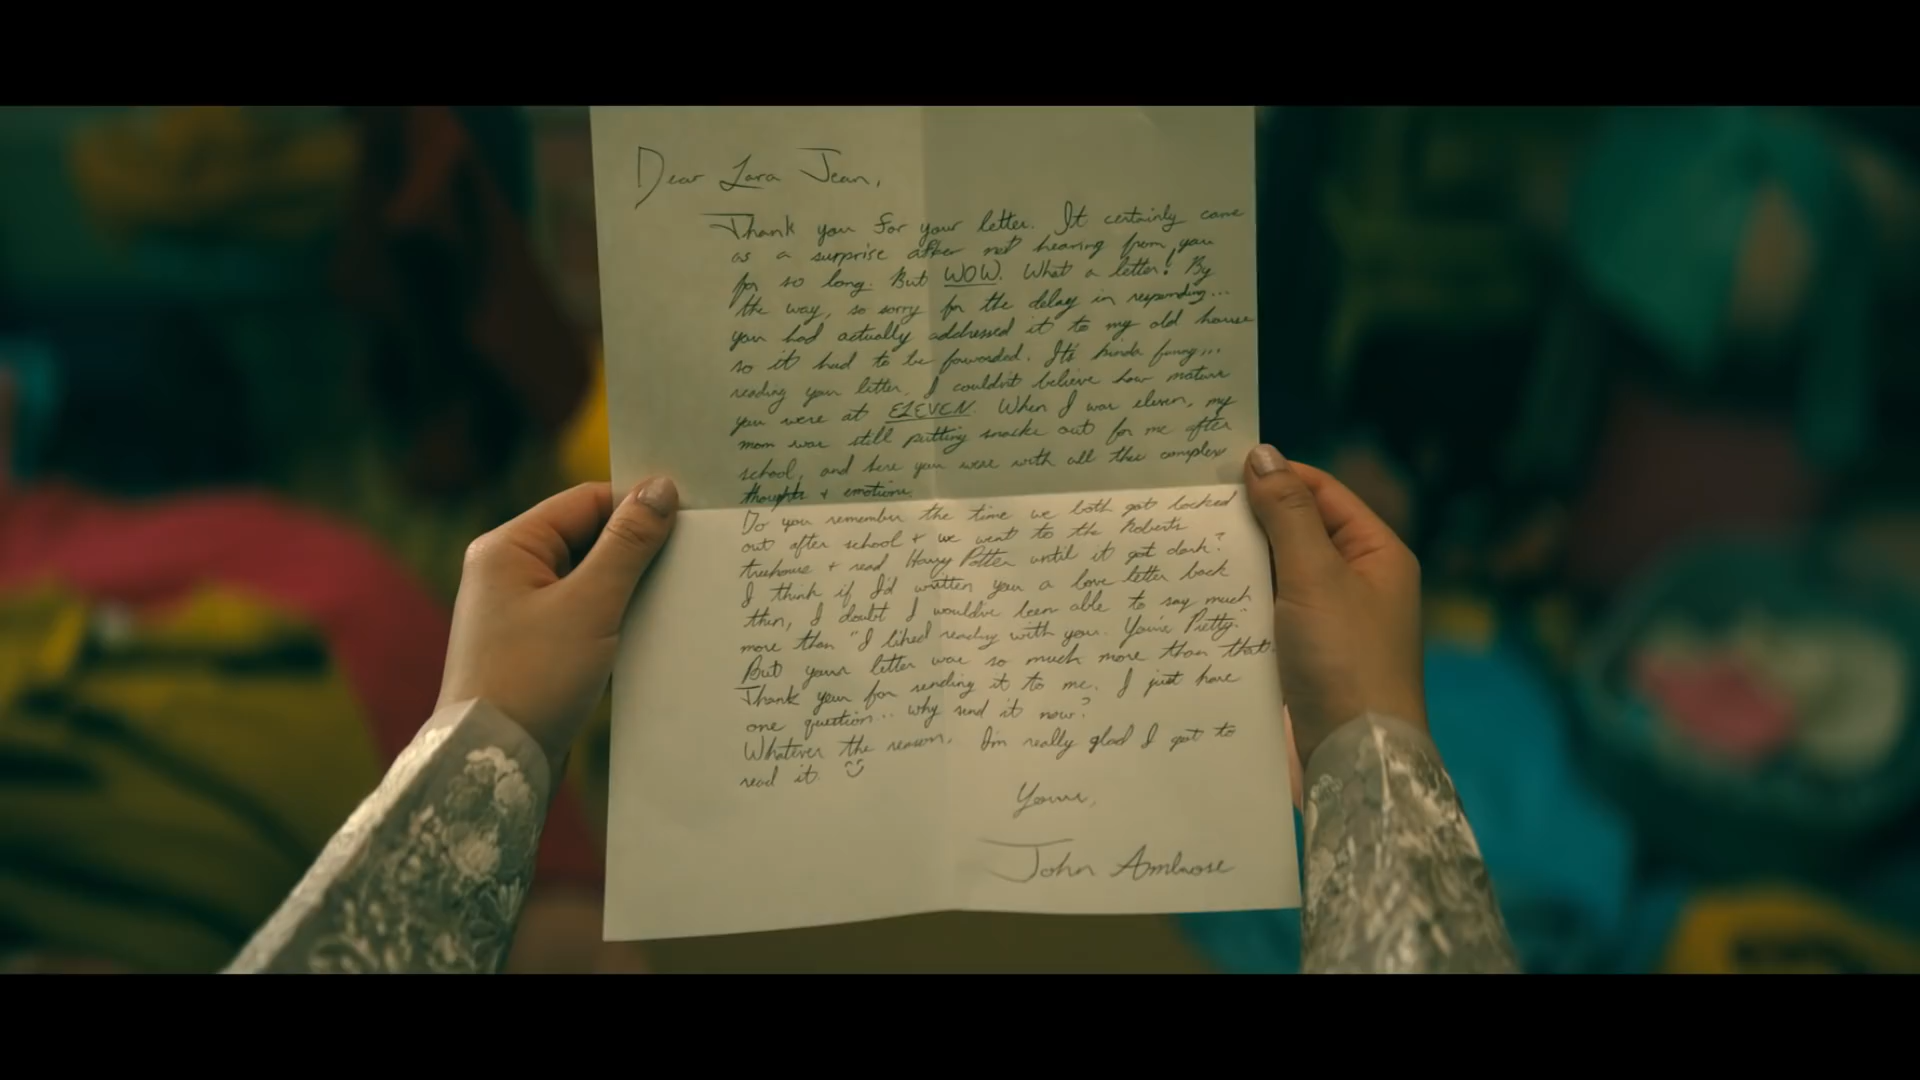 Dear Lara Jean,
Thank you for your letter. It certainly came
as a surprise after not hearing from you
for so long. But WOW. What a letter! By
the way, so sorry for the delay in responding...
you had actually addressed it to my old house
so it had to be fowarded. It's kinda funny...
reading your letter, I couldn't believe how mature
you were at ELEVEN. When I was eleven, my
mom was still putting snacks out for me after
school, and here you were with all this complex
thoughts + emotions.
Do you remember the time we both got locked
out after school + we went to the Roberts
treehouse + read Harry Potter until it got dark?
I think if I'd written you a love letter back
then, I doubt I would've been able to say much
more than "I liked reading with you. You're Pretty."
But your letter was so much more than that.
Thank you for sending it to me. I just have
one question... why send it now?
Whatever the reason, I'm really glad I got to
read it. :)
Yours,
John Ambrose